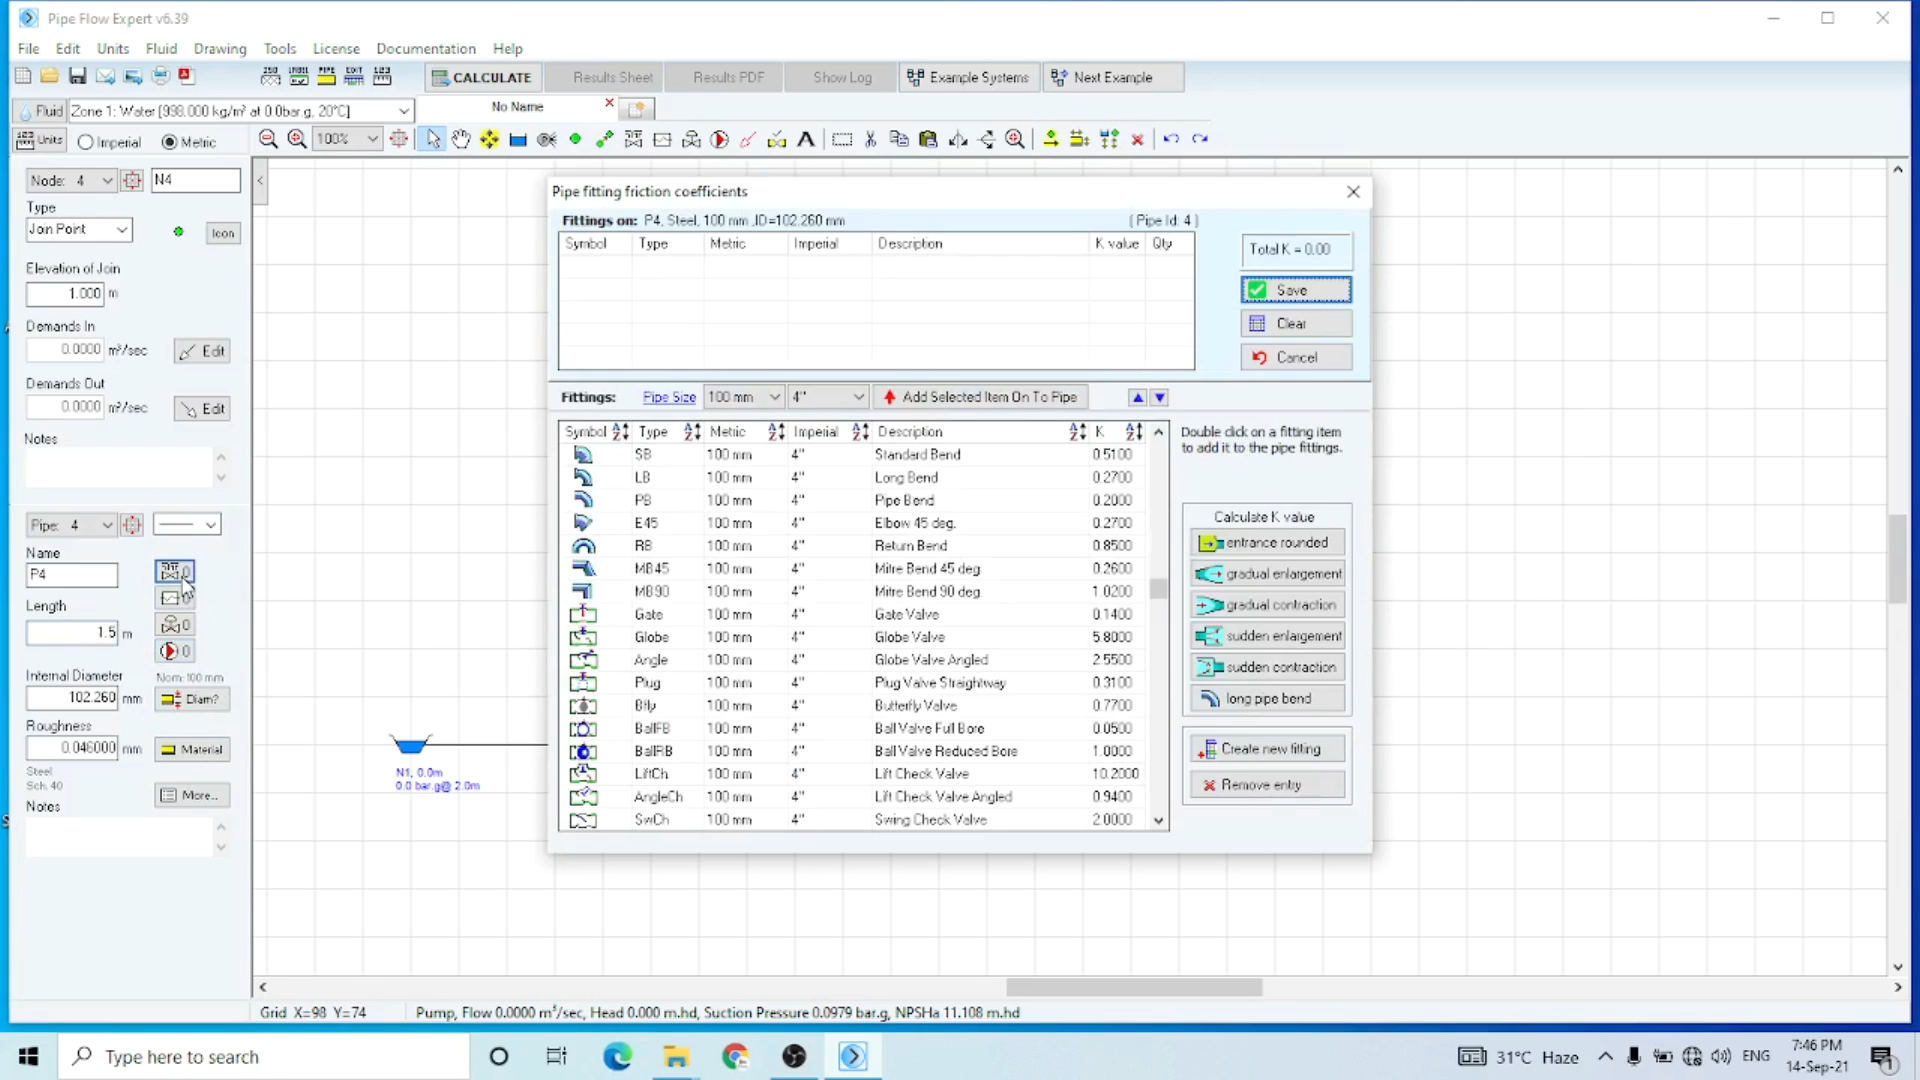 Pipe Flow Expert v6.39
File Edit Units Fluid Drawing Tools License Documentation Help
CALCULATE Results Sheet Results PDF Show Log Example Systems Next Example
Fluid Zone 1: Water [998.000 kg/m³ at 0.0bar.g, 20°C] No Name
Units Imperial Metric 100%
Node: 4 N4
Type
Join Point Icon
Elevation of Join
1.000 m
Demands In
0.0000 m³/sec Edit
Demands Out
0.0000 m³/sec Edit
Notes
Pipe: 4
Name
P4 0
0
Length
1.5 m 0
0
Internal Diameter Nom: 100 mm
102.260 mm Diam?
Roughness
0.046000 mm Material
Steel
Sch. 40
Notes More...
N1, 0.0m
0.0 bar.g@ 2.0m
Pipe fitting friction coefficients
Fittings on: P4, Steel, 100 mm ,ID=102.260 mm ( Pipe Id: 4 )
Symbol Type Metric Imperial Description K value Qty
Total K = 0.00
Save
Clear
Cancel
Fittings: Pipe Size 100 mm 4" Add Selected Item On To Pipe
Symbol Type Metric Imperial Description K
SB 100 mm 4" Standard Bend 0.5100
LB 100 mm 4" Long Bend 0.2700
PB 100 mm 4" Pipe Bend 0.2000
E45 100 mm 4" Elbow 45 deg. 0.2700
RB 100 mm 4" Return Bend 0.8500
MB45 100 mm 4" Mitre Bend 45 deg 0.2600
MB90 100 mm 4" Mitre Bend 90 deg 1.0200
Gate 100 mm 4" Gate Valve 0.1400
Globe 100 mm 4" Globe Valve 5.8000
Angle 100 mm 4" Globe Valve Angled 2.5500
Plug 100 mm 4" Plug Valve Straightway 0.3100
Bfly 100 mm 4" Butterfly Valve 0.7700
BallFB 100 mm 4" Ball Valve Full Bore 0.0500
BallRB 100 mm 4" Ball Valve Reduced Bore 1.0000
LiftCh 100 mm 4" Lift Check Valve 10.2000
AngleCh 100 mm 4" Lift Check Valve Angled 0.9400
SwCh 100 mm 4" Swing Check Valve 2.0000
Double click on a fitting item
to add it to the pipe fittings.
Calculate K value
entrance rounded
gradual enlargement
gradual contraction
sudden enlargement
sudden contraction
long pipe bend
Create new fitting
Remove entry
Grid X=98 Y=74 Pump, Flow 0.0000 m³/sec, Head 0.000 m.hd, Suction Pressure 0.0979 bar.g, NPSHa 11.108 m.hd
Type here to search 31°C Haze ENG 7:46 PM
14-Sep-21
1